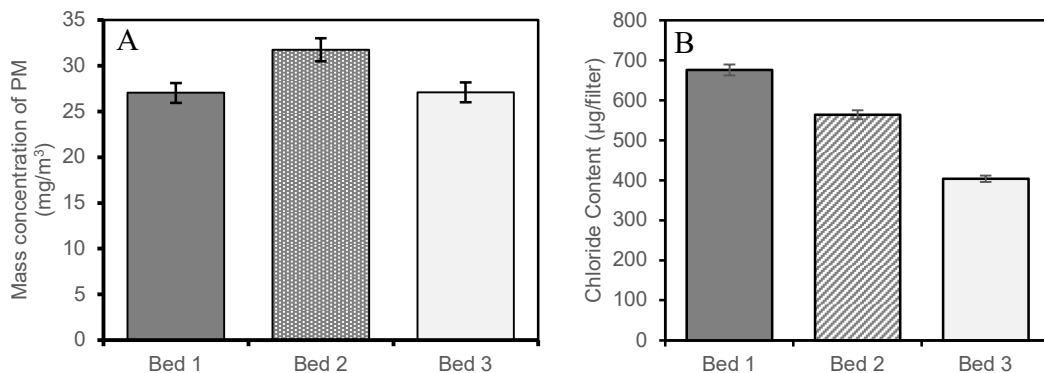 A
Mass concentration of PM
(mg/m³)
35
30
25
20
15
10
5
0
Bed 1 Bed 2 Bed 3
B
Chloride Content (µg/filter)
800
700
600
500
400
300
200
100
0
Bed 1 Bed 2 Bed 3